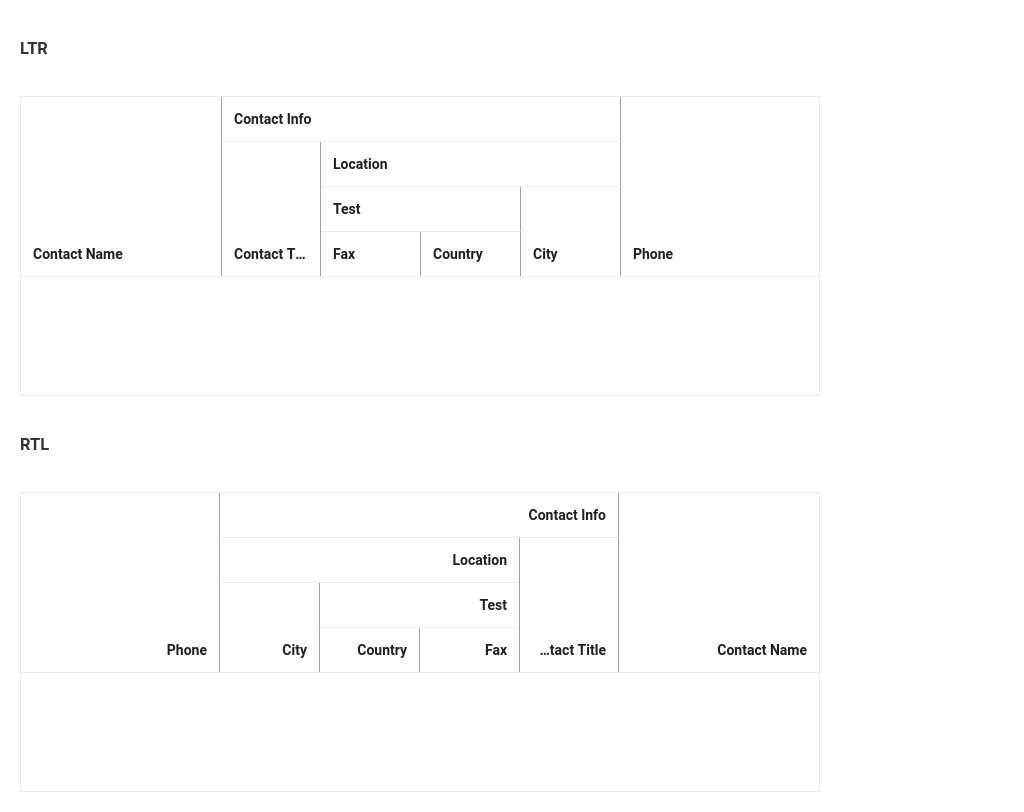 LTR
Contact Info
Location
Test
Contact Name Contact T... Fax Country City Phone
RTL
Contact Info
Location
Test
Phone City Country Fax ...tact Title Contact Name